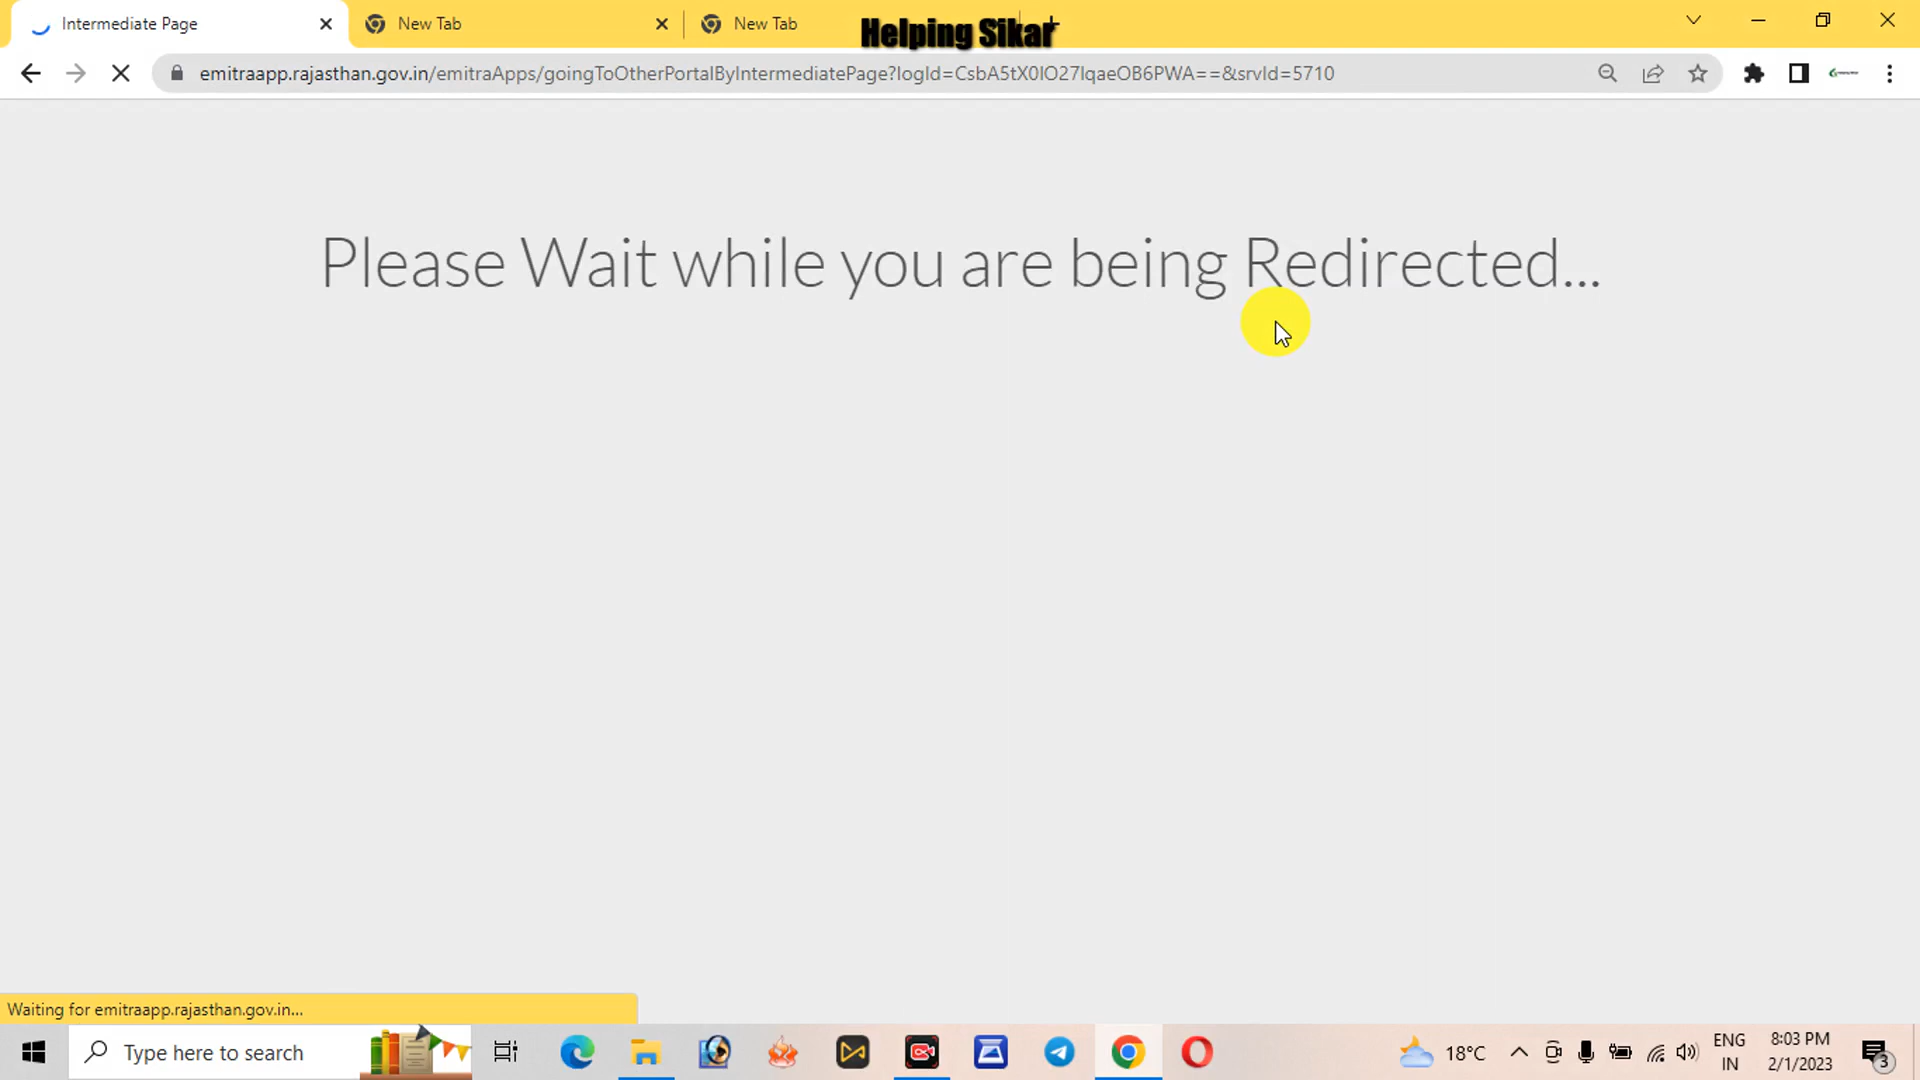 Intermediate Page
New Tab
New Tab
Helping Sikar
emitraapp.rajasthan.gov.in/emitraApps/goingToOtherPortalByIntermediatePage?logId=CsbA5tX0IO27IqaeOB6PWA==&srvId=5710
Please Wait while you are being Redirected...
Waiting for emitraapp.rajasthan.gov.in...
Type here to search
18°C
ENG
IN
8:03 PM
2/1/2023
3